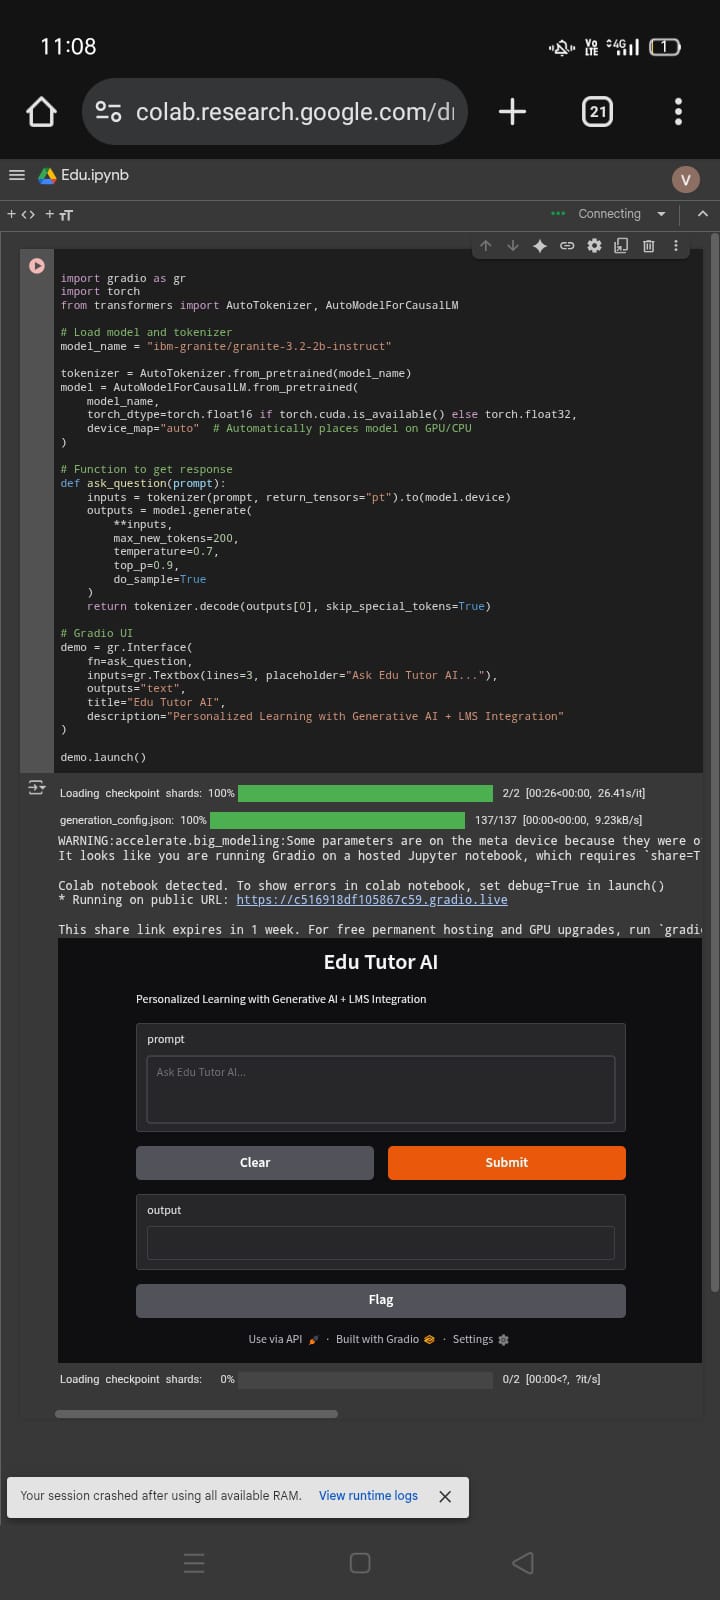 11:08
Vo LTE 4G 1
colab.research.google.com/di
21
Edu.ipynb
V
+ <> + TT
Connecting
import gradio as gr
import torch
from transformers import AutoTokenizer, AutoModelForCausalLM
# Load model and tokenizer
model_name = "ibm-granite/granite-3.2-2b-instruct"
tokenizer = AutoTokenizer.from_pretrained(model_name)
model = AutoModelForCausalLM.from_pretrained(
    model_name,
    torch_dtype=torch.float16 if torch.cuda.is_available() else torch.float32,
    device_map="auto"  # Automatically places model on GPU/CPU
)
# Function to get response
def ask_question(prompt):
    inputs = tokenizer(prompt, return_tensors="pt").to(model.device)
    outputs = model.generate(
        **inputs,
        max_new_tokens=200,
        temperature=0.7,
        top_p=0.9,
        do_sample=True
    )
    return tokenizer.decode(outputs[0], skip_special_tokens=True)
# Gradio UI
demo = gr.Interface(
    fn=ask_question,
    inputs=gr.Textbox(lines=3, placeholder="Ask Edu Tutor AI..."),
    outputs="text",
    title="Edu Tutor AI",
    description="Personalized Learning with Generative AI + LMS Integration"
)
demo.launch()
Loading checkpoint shards: 100% 2/2 [00:26<00:00, 26.41s/it]
generation_config.json: 100% 137/137 [00:00<00:00, 9.23kB/s]
WARNING:accelerate.big_modeling:Some parameters are on the meta device because they were o
It looks like you are running Gradio on a hosted Jupyter notebook, which requires `share=T
Colab notebook detected. To show errors in colab notebook, set debug=True in launch()
* Running on public URL: https://c516918df105867c59.gradio.live
This share link expires in 1 week. For free permanent hosting and GPU upgrades, run `gradi
Edu Tutor AI
Personalized Learning with Generative AI + LMS Integration
prompt
Ask Edu Tutor AI...
Clear Submit
output
Flag
Use via API · Built with Gradio · Settings
Loading checkpoint shards: 0% 0/2 [00:00<?, ?it/s]
Your session crashed after using all available RAM. View runtime logs